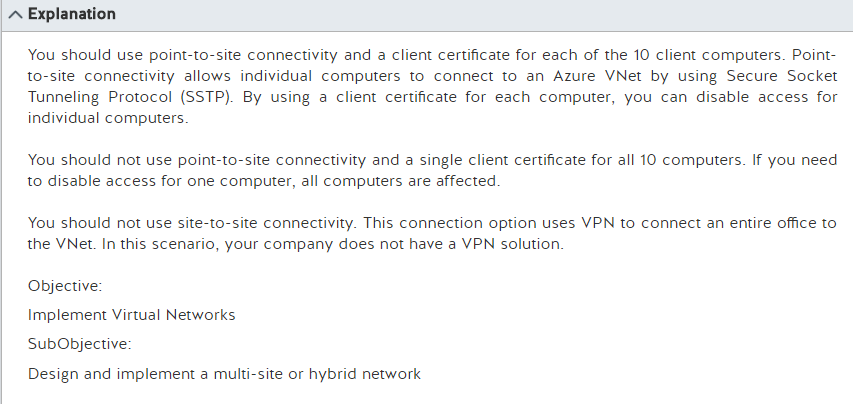 Explanation
You should use point-to-site connectivity and a client certificate for each of the 10 client computers. Point-
to-site connectivity allows individual computers to connect to an Azure VNet by using Secure Socket
Tunneling Protocol (SSTP). By using a client certificate for each computer, you can disable access for
individual computers.
You should not use point-to-site connectivity and a single client certificate for all 10 computers. If you need
to disable access for one computer, all computers are affected.
You should not use site-to-site connectivity. This connection option uses VPN to connect an entire office to
the VNet. In this scenario, your company does not have a VPN solution.
Objective:
Implement Virtual Networks
SubObjective:
Design and implement a multi-site or hybrid network